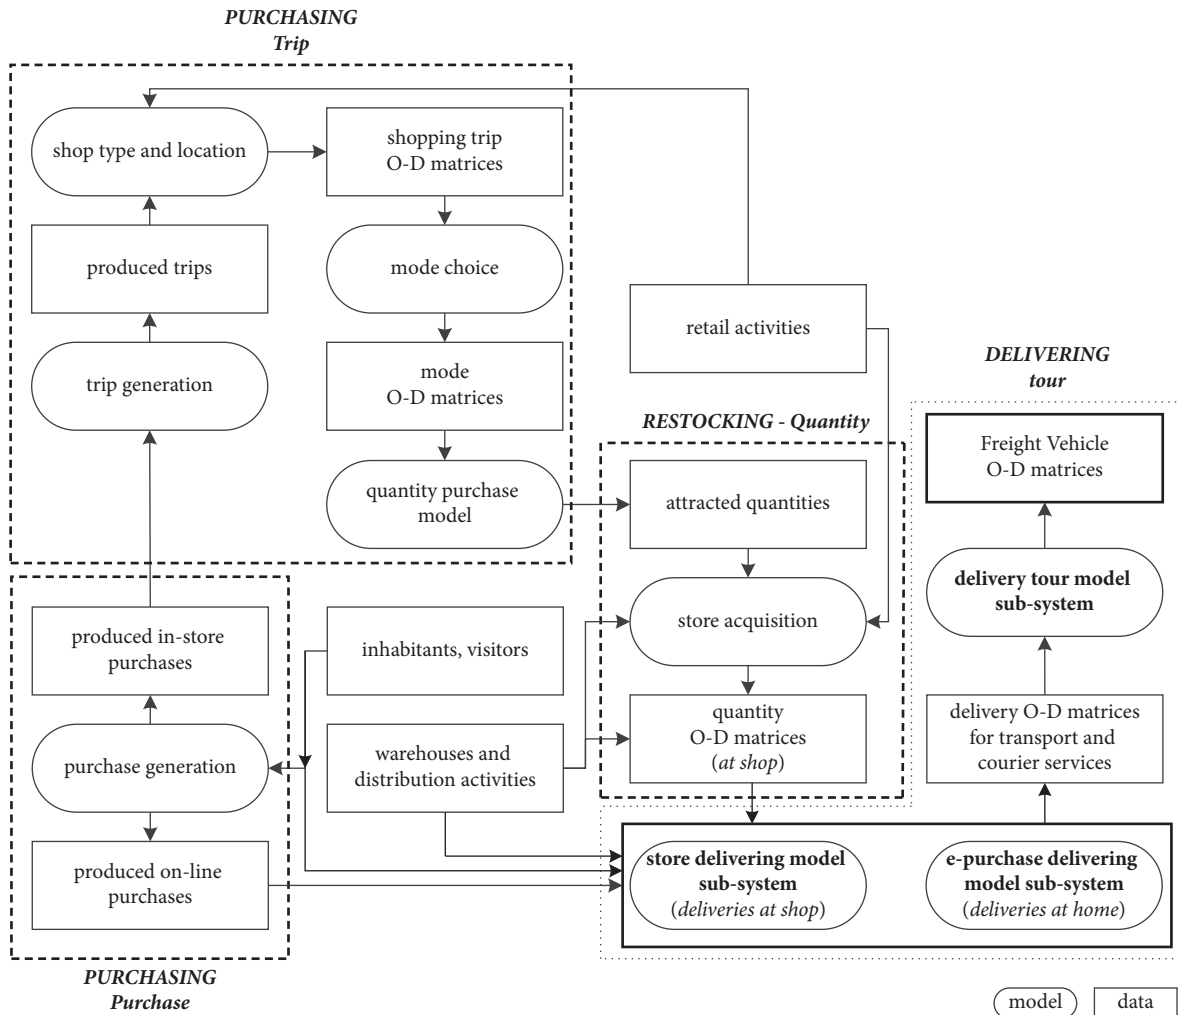 PURCHASING
Trip
shop type and location
shopping trip
O-D matrices
produced trips
mode choice
retail activities
trip generation
mode
O-D matrices
DELIVERING
tour
RESTOCKING - Quantity
quantity purchase
model
attracted quantities
Freight Vehicle
O-D matrices
delivery tour model
sub-system
produced in-store
purchases
inhabitants, visitors
store acquisition
purchase generation
warehouses and
distribution activities
quantity
O-D matrices
(at shop)
delivery O-D matrices
for transport and
courier services
produced on-line
purchases
store delivering model
sub-system
(deliveries at shop)
e-purchase delivering
model sub-system
(deliveries at home)
PURCHASING
Purchase
model
data